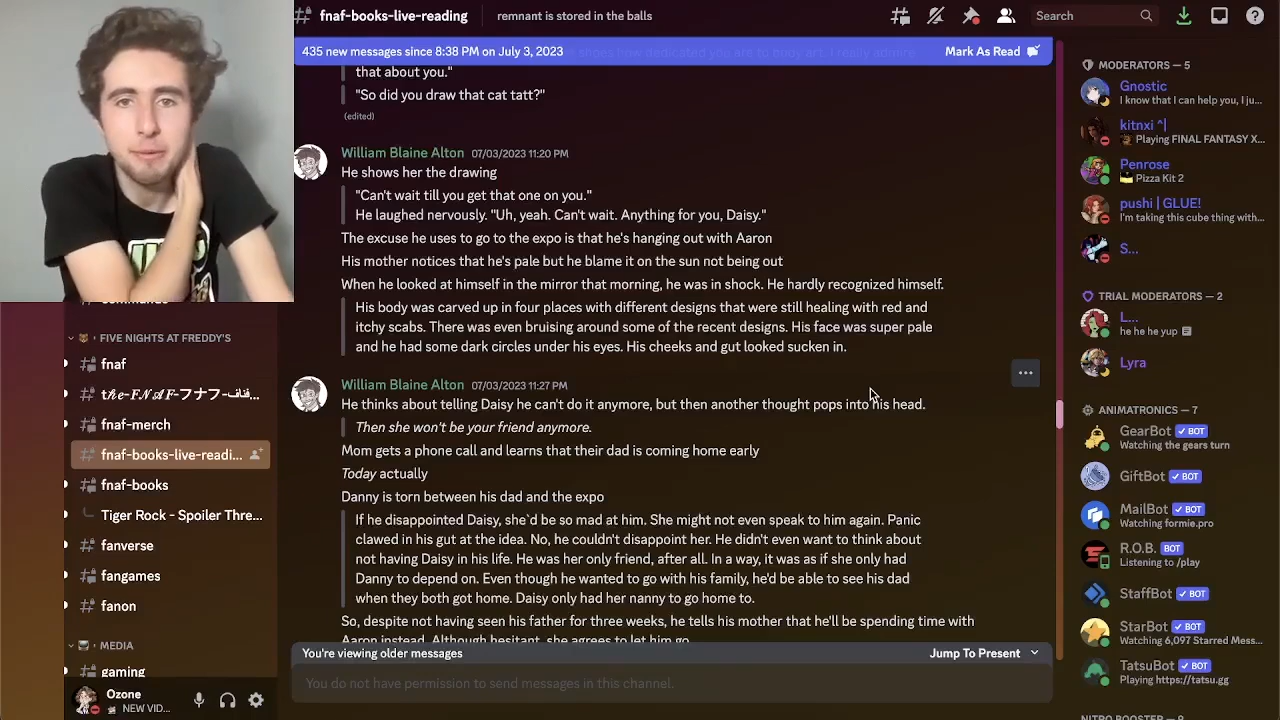 fnaf-books-live-reading
remnant is stored in the balls
Search
435 new messages since 8:38 PM on July 3, 2023
Mark As Read
that about you."
"So did you draw that cat tatt?"
(edited)
William Blaine Alton 07/03/2023 11:20 PM
He shows her the drawing
"Can't wait till you get that one on you."
He laughed nervously. "Uh, yeah. Can't wait. Anything for you, Daisy."
The excuse he uses to go to the expo is that he's hanging out with Aaron
His mother notices that he's pale but he blame it on the sun not being out
When he looked at himself in the mirror that morning, he was in shock. He hardly recognized himself.
His body was carved up in four places with different designs that were still healing with red and
itchy scabs. There was even bruising around some of the recent designs. His face was super pale
and he had some dark circles under his eyes. His cheeks and gut looked sucken in.
William Blaine Alton 07/03/2023 11:27 PM
He thinks about telling Daisy he can't do it anymore, but then another thought pops into his head.
Then she won't be your friend anymore.
Mom gets a phone call and learns that their dad is coming home early
Today actually
Danny is torn between his dad and the expo
If he disappointed Daisy, she`d be so mad at him. She might not even speak to him again. Panic
clawed in his gut at the idea. No, he couldn't disappoint her. He didn't even want to think about
not having Daisy in his life. He was her only friend, after all. In a way, it was as if she only had
Danny to depend on. Even though he wanted to go with his family, he'd be able to see his dad
when they both got home. Daisy only had her nanny to go home to.
So, despite not having seen his father for three weeks, he tells his mother that he'll be spending time with
Aaron instead. Although hesitant, she agrees to let him go
You're viewing older messages
Jump To Present
You do not have permission to send messages in this channel.
FIVE NIGHTS AT FREDDY'S
fnaf
fnaf-merch
fnaf-books-live-readi...
fnaf-books
Tiger Rock - Spoiler Thre...
fanverse
fangames
fanon
MEDIA
gaming
Ozone
NEW VID...
MODERATORS — 5
Gnostic
I know that I can help you, I ju...
kitnxi ^|
Playing FINAL FANTASY X...
Penrose
Pizza Kit 2
pushi | GLUE!
I'm taking this cube thing with...
S...
TRIAL MODERATORS — 2
L...
he he he yup
Lyra
ANIMATRONICS — 7
GearBot BOT
Watching the gears turn
GiftBot BOT
MailBot BOT
Watching formie.pro
R.O.B. BOT
Listening to /play
StaffBot BOT
StarBot BOT
Watching 6,097 Starred Mess...
TatsuBot BOT
Playing https://tatsu.gg